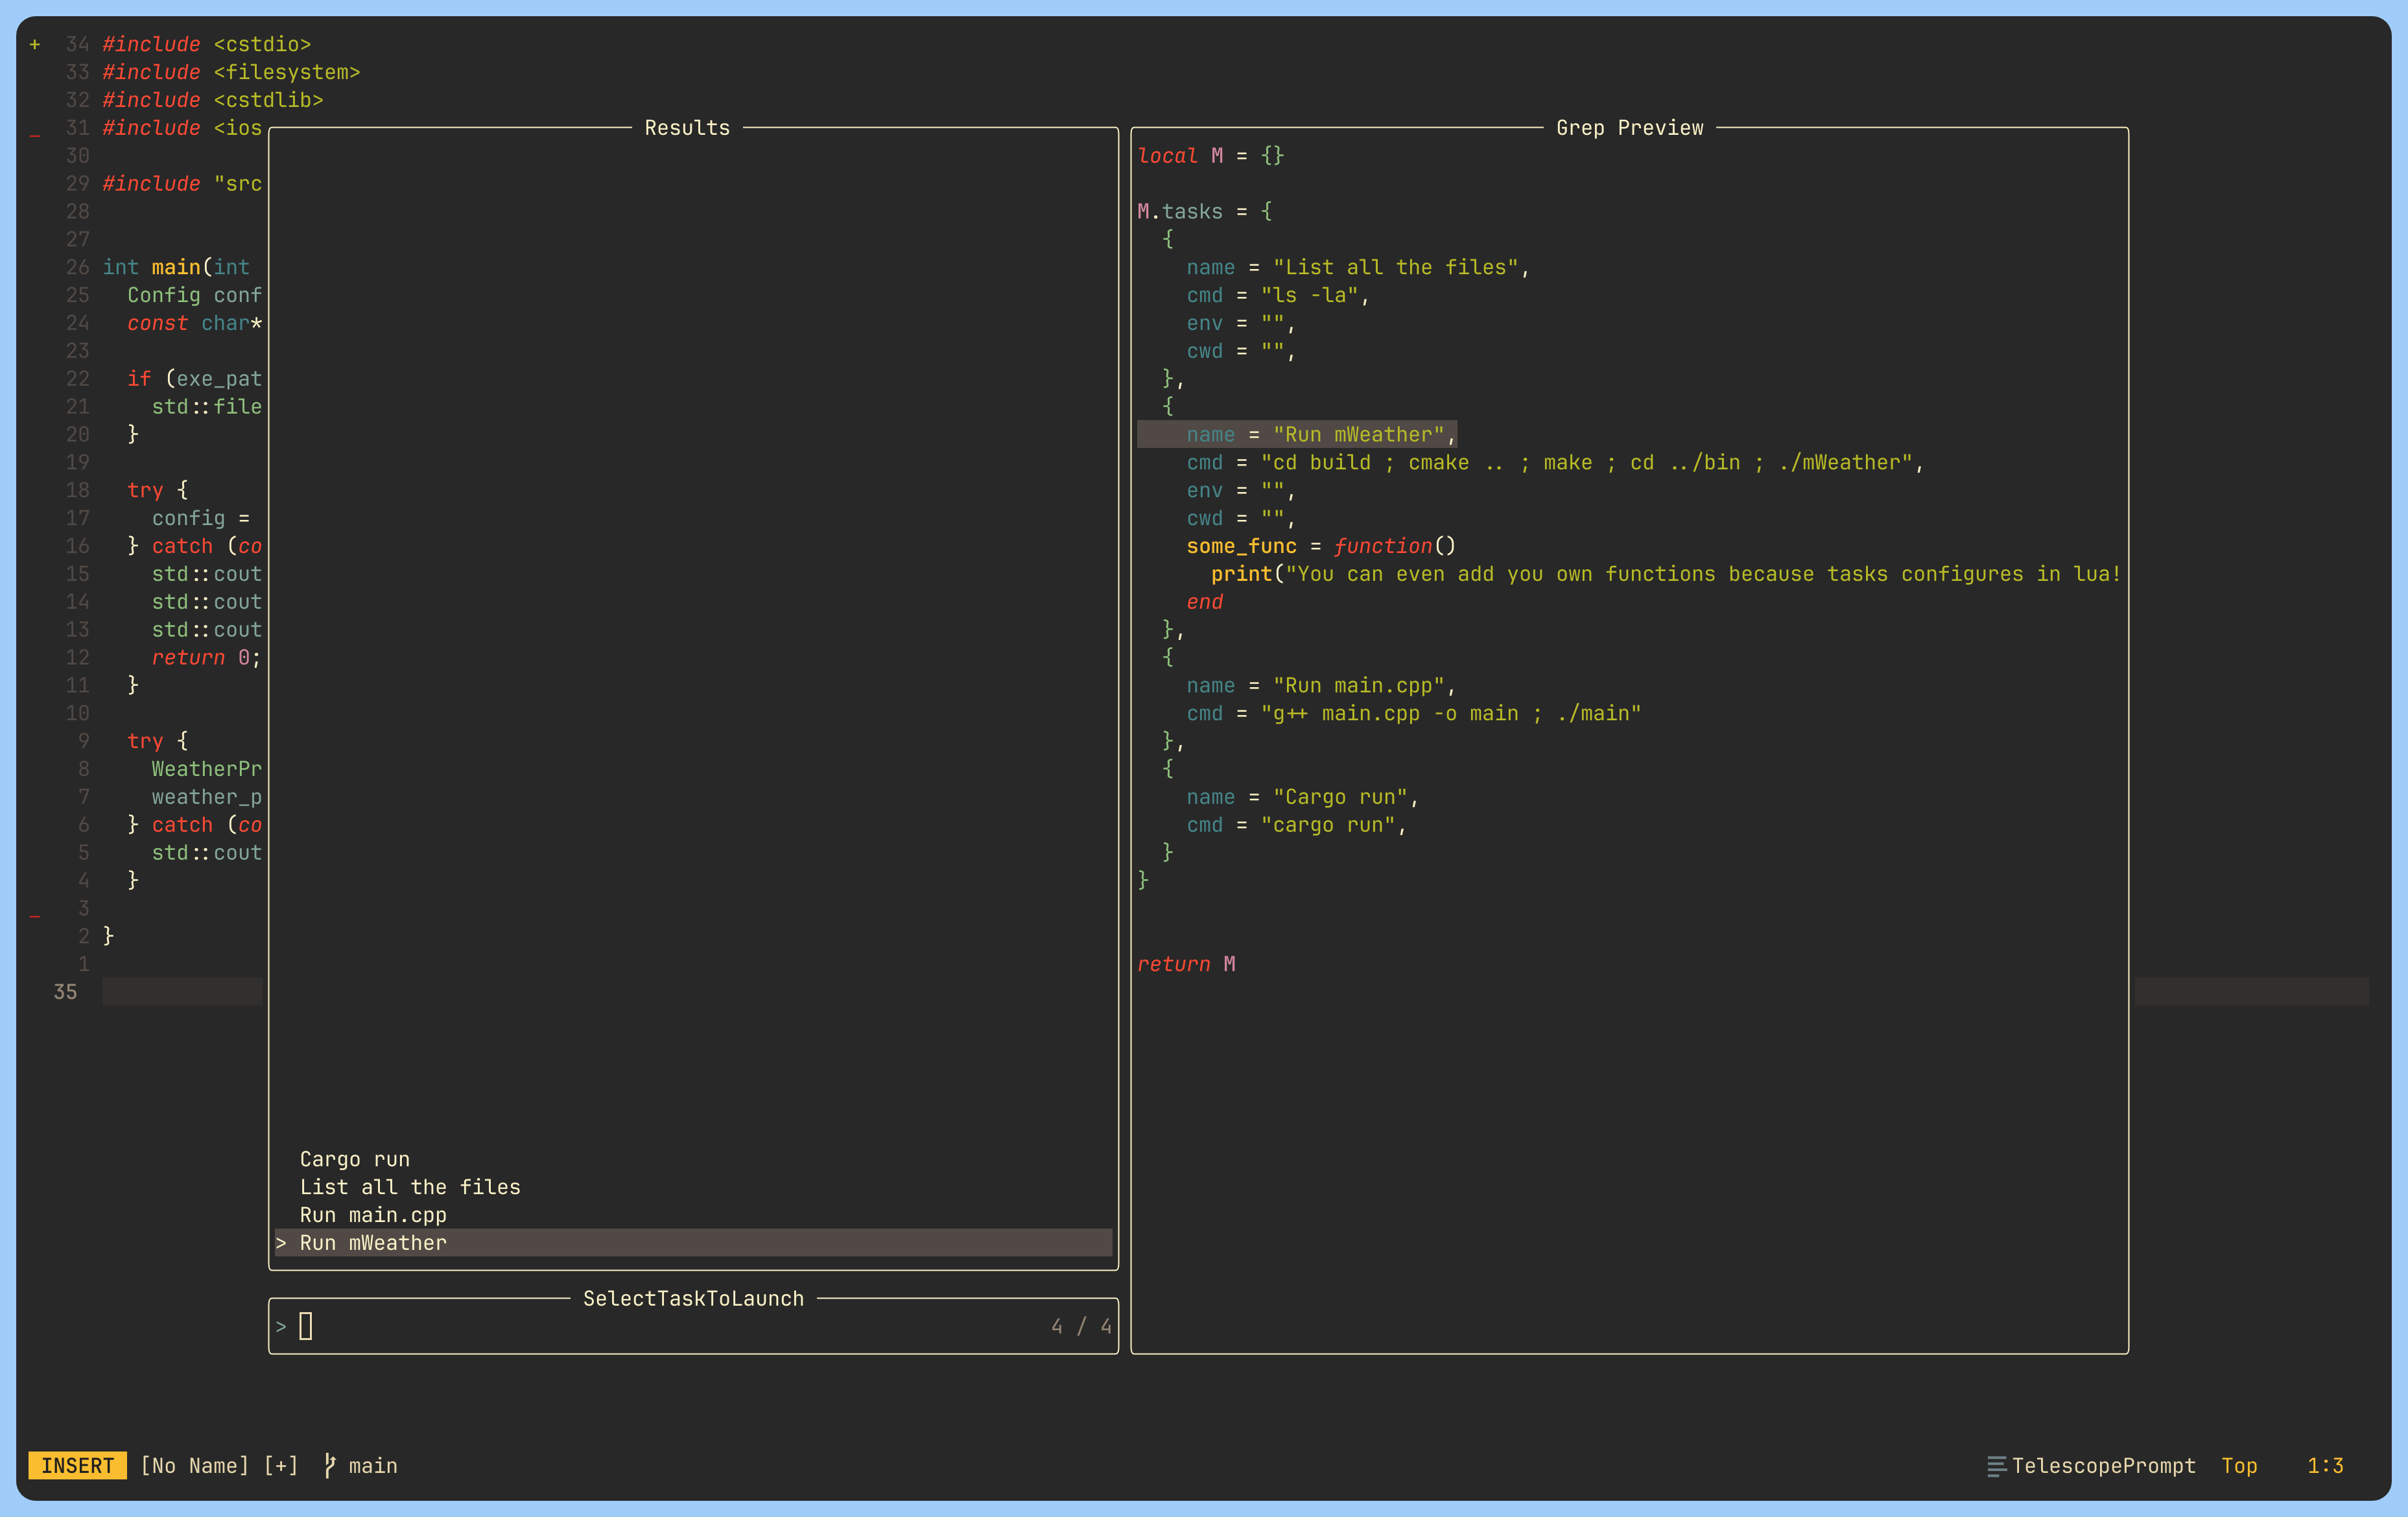 + 34 #include <cstdio>
33 #include <filesystem>
32 #include <cstdlib>
_ 31 #include <ios
30
29 #include "src
28
27
26 int main(int
25 Config conf
24 const char*
23
22 if (exe_pat
21 std::file
20 }
19
18 try {
17 config =
16 } catch (co
15 std::cout
14 std::cout
13 std::cout
12 return 0;
11 }
10
9 try {
8 WeatherPr
7 weather_p
6 } catch (co
5 std::cout
4 }
_ 3
2 }
1
35
Results
Cargo run
List all the files
Run main.cpp
> Run mWeather
SelectTaskToLaunch
> 4 / 4
Grep Preview
local M = {}
M.tasks = {
{
name = "List all the files",
cmd = "ls -la",
env = "",
cwd = "",
},
{
name = "Run mWeather",
cmd = "cd build ; cmake .. ; make ; cd ../bin ; ./mWeather",
env = "",
cwd = "",
some_func = function()
print("You can even add you own functions because tasks configures in lua!
end
},
{
name = "Run main.cpp",
cmd = "g++ main.cpp -o main ; ./main"
},
{
name = "Cargo run",
cmd = "cargo run",
}
}
return M
INSERT [No Name] [+] main
TelescopePrompt Top 1:3